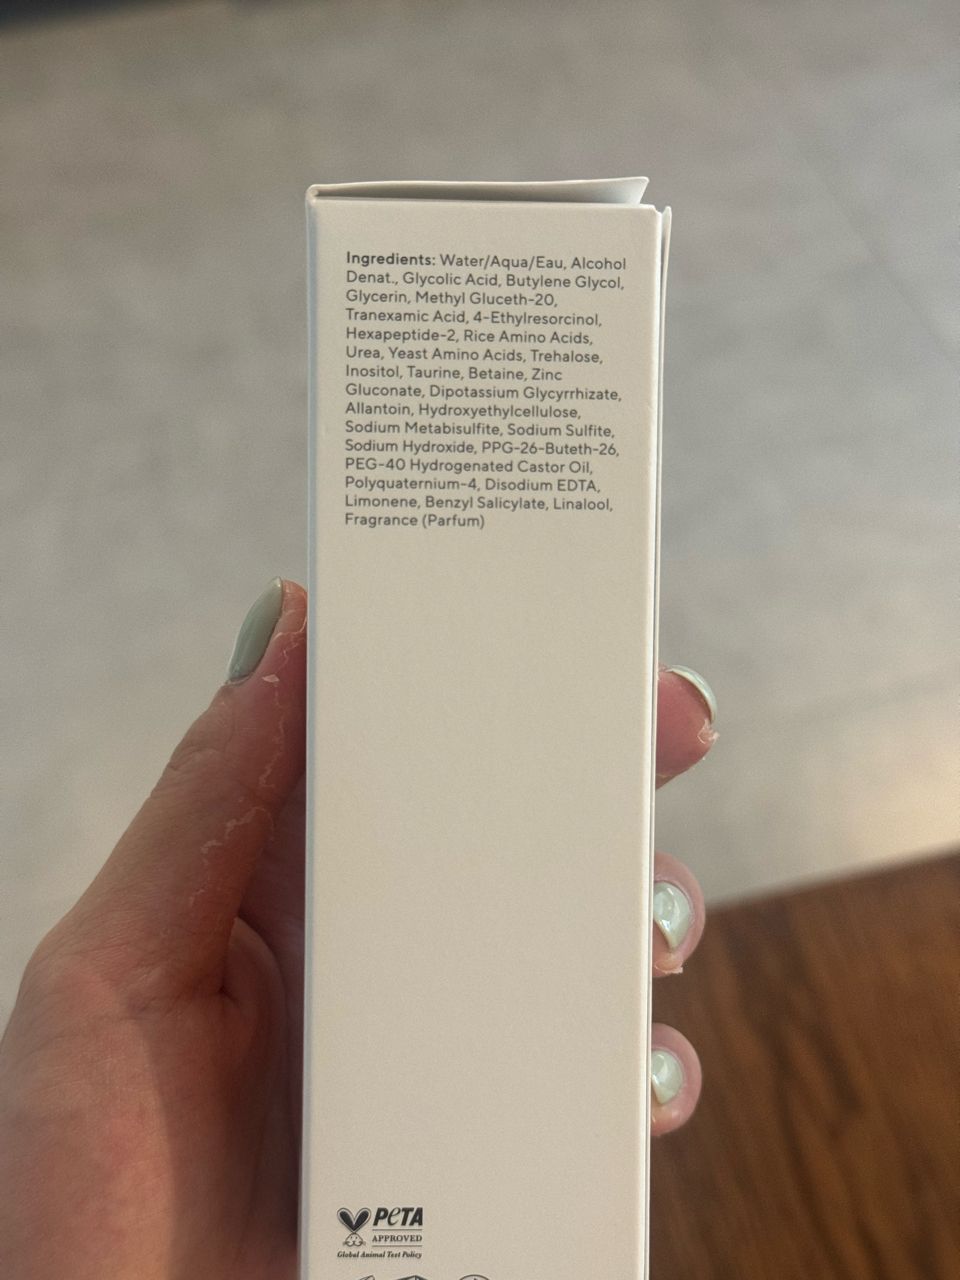 Ingredients: Water/Aqua/Eau, Alcohol
Denat., Glycolic Acid, Butylene Glycol,
Glycerin, Methyl Gluceth-20,
Tranexamic Acid, 4-Ethylresorcinol,
Hexapeptide-2, Rice Amino Acids,
Urea, Yeast Amino Acids, Trehalose,
Inositol, Taurine, Betaine, Zinc
Gluconate, Dipotassium Glycyrrhizate,
Allantoin, Hydroxyethylcellulose,
Sodium Metabisulfite, Sodium Sulfite,
Sodium Hydroxide, PPG-26-Buteth-26,
PEG-40 Hydrogenated Castor Oil,
Polyquaternium-4, Disodium EDTA,
Limonene, Benzyl Salicylate, Linalool,
Fragrance (Parfum)
PETA
APPROVED
Global Animal Test Policy